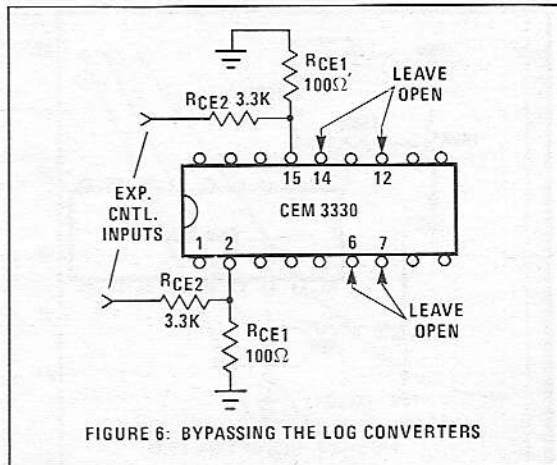 RCE1
100Ω'
LEAVE
OPEN
RCE2 3.3K
15 14 12
EXP.
CNTL.
INPUTS
CEM 3330
1 2 6 7
RCE2
3.3K
RCE1
100Ω
LEAVE
OPEN
FIGURE 6: BYPASSING THE LOG CONVERTERS